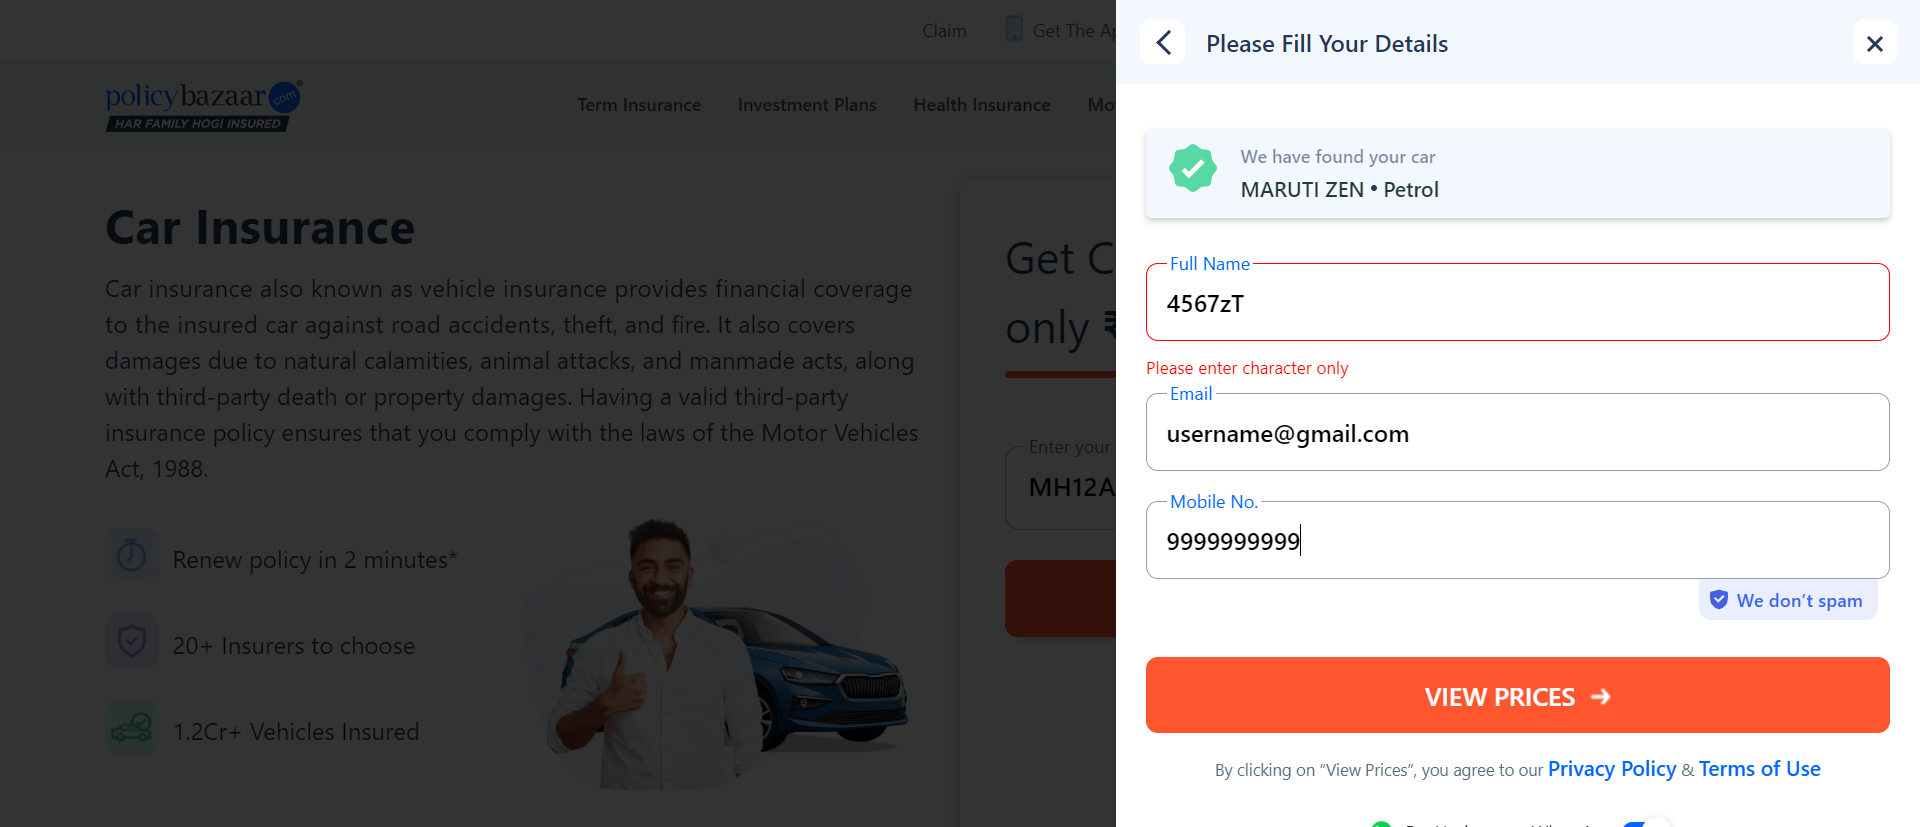 Claim
Get The
policybazaar.com®
HAR FAMILY HOGI INSURED
Term Insurance
Investment Plans
Health Insurance
Car Insurance
Car insurance also known as vehicle insurance provides financial coverage
to the insured car against road accidents, theft, and fire. It also covers
damages due to natural calamities, animal attacks, and manmade acts, along
with third-party death or property damages. Having a valid third-party
insurance policy ensures that you comply with the laws of the Motor Vehicles
Act, 1988.
Renew policy in 2 minutes*
20+ Insurers to choose
1.2Cr+ Vehicles Insured
Get
only ₹
Enter your
MH12A
Please Fill Your Details
We have found your car
MARUTI ZEN • Petrol
Full Name
4567zT
Please enter character only
Email
username@gmail.com
Mobile No.
9999999999
We don’t spam
VIEW PRICES
By clicking on “View Prices”, you agree to our Privacy Policy & Terms of Use